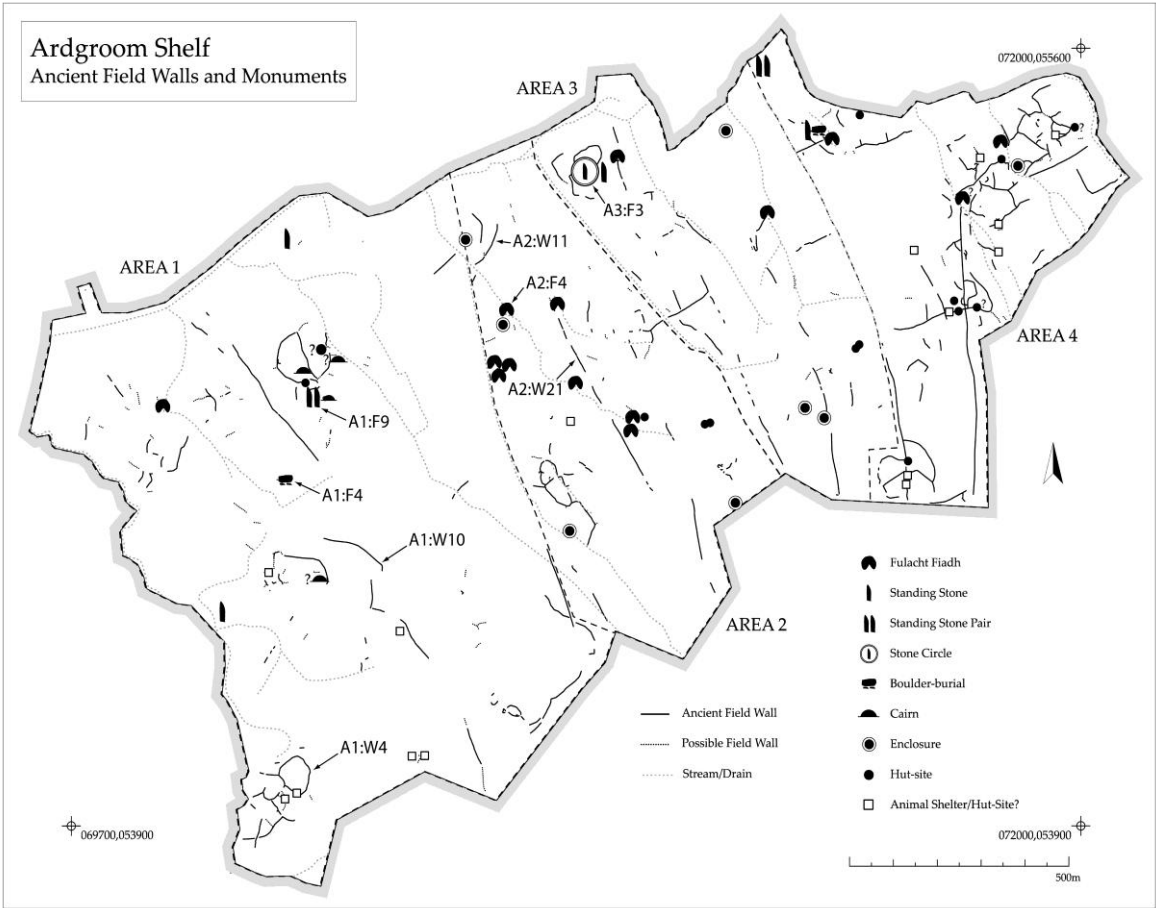 Ardgroom Shelf
Ancient Field Walls and Monuments
072000,055600
AREA 3
A3:F3
A2:W11
AREA 1
A2:F4
?
?
?
?
?
AREA 4
A2:W21
A1:F9
A1:F4
A1:W10
?
AREA 2
A1:W4
Fulacht Fiadh
Standing Stone
Standing Stone Pair
Stone Circle
Boulder-burial
Cairn
Enclosure
Hut-site
Animal Shelter/Hut-Site?
Ancient Field Wall
Possible Field Wall
Stream/Drain
069700,053900
072000,053900
500m